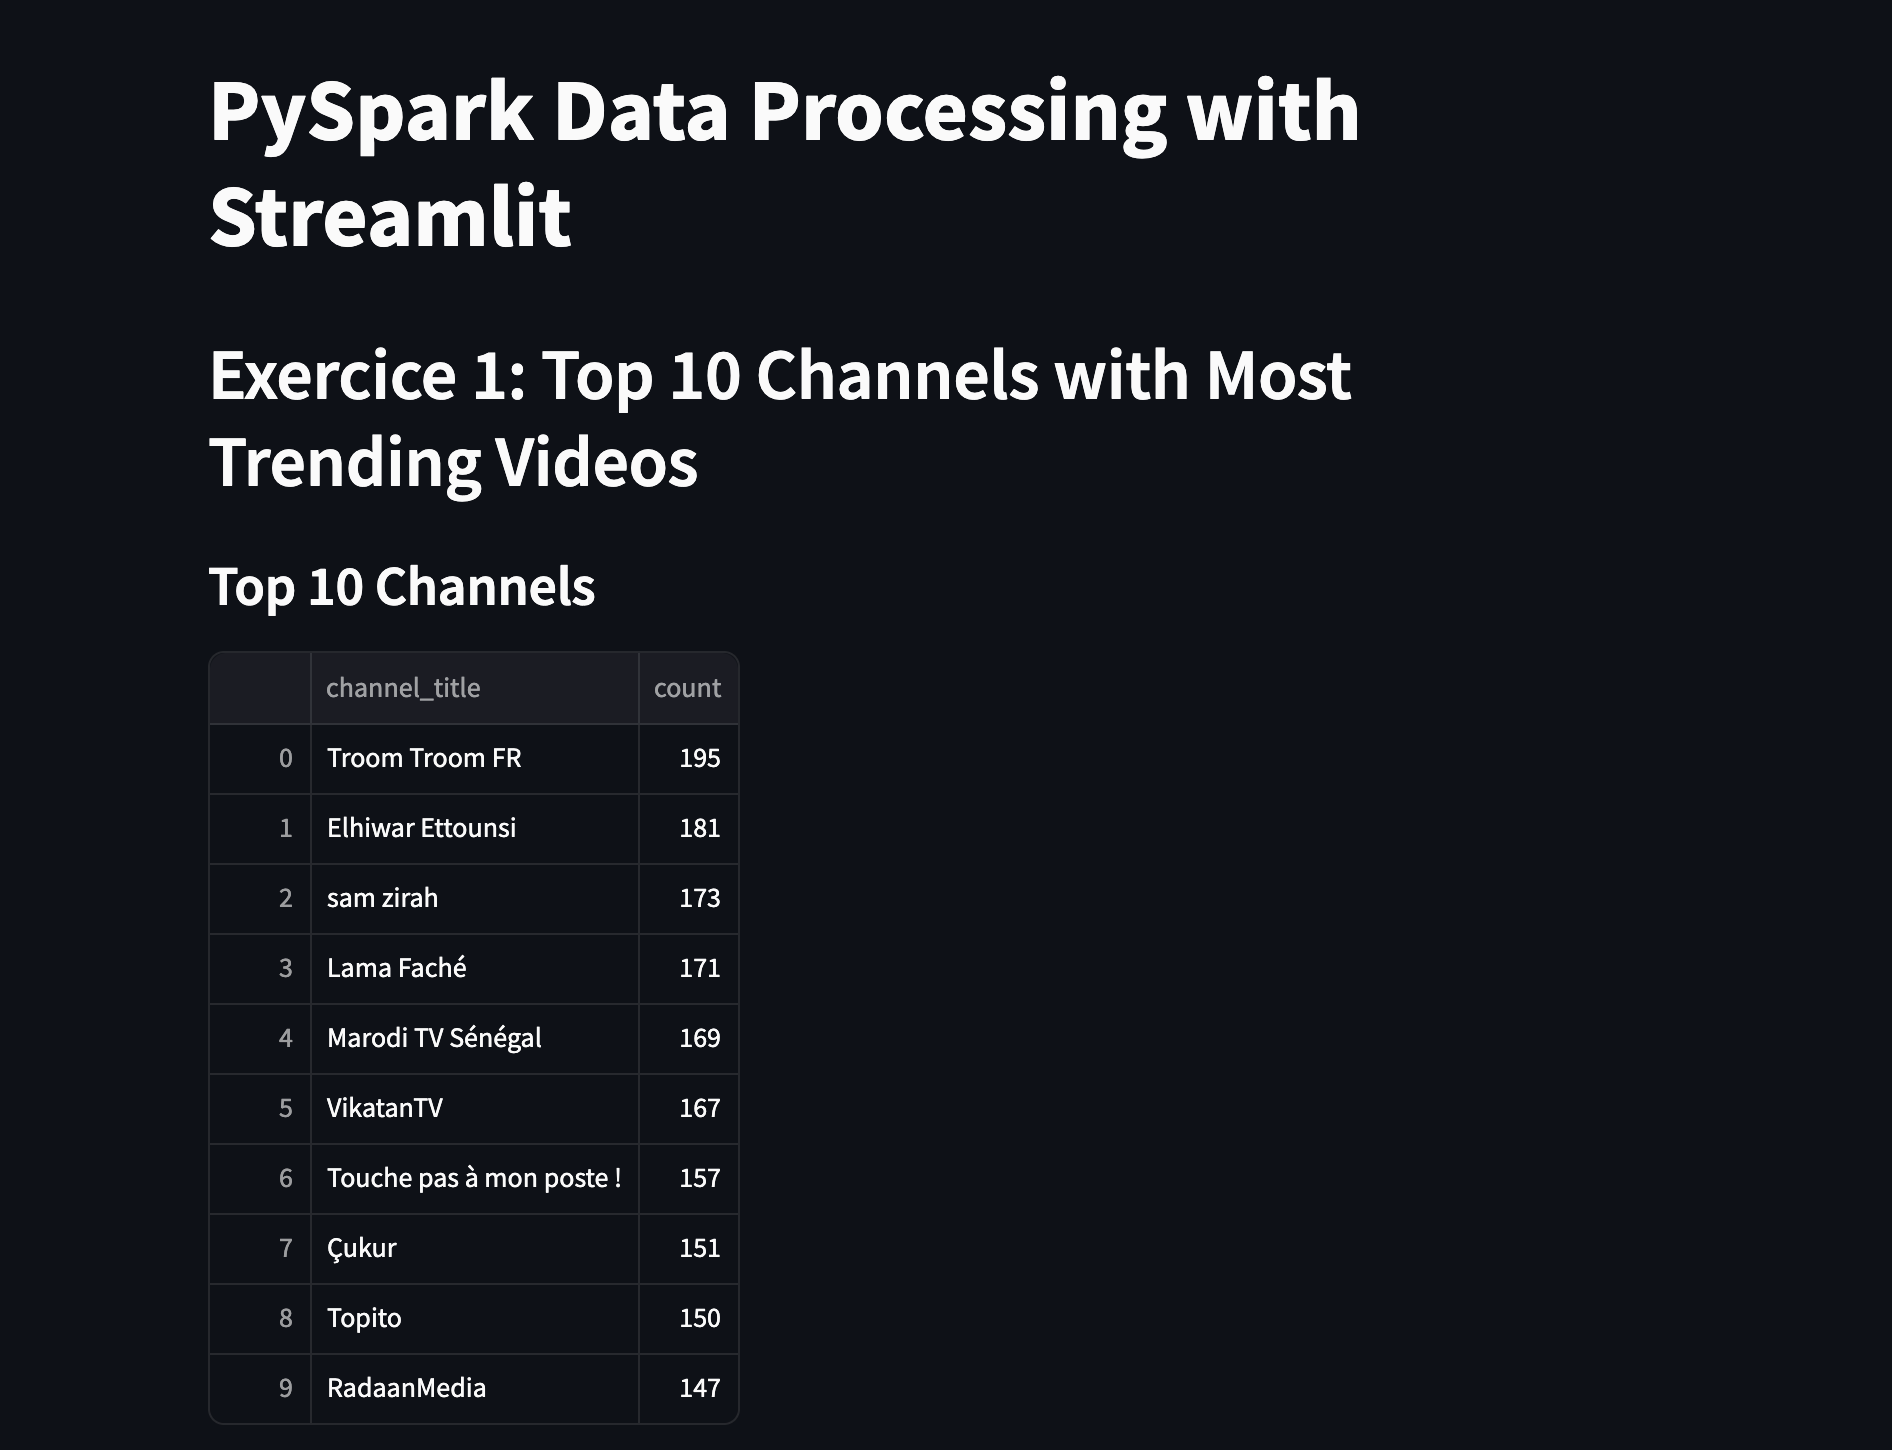 PySpark Data Processing with
Streamlit
Exercice 1: Top 10 Channels with Most
Trending Videos
Top 10 Channels
channel_title count
0 Troom Troom FR 195
1 Elhiwar Ettounsi 181
2 sam zirah 173
3 Lama Faché 171
4 Marodi TV Sénégal 169
5 VikatanTV 167
6 Touche pas à mon poste ! 157
7 Çukur 151
8 Topito 150
9 RadaanMedia 147